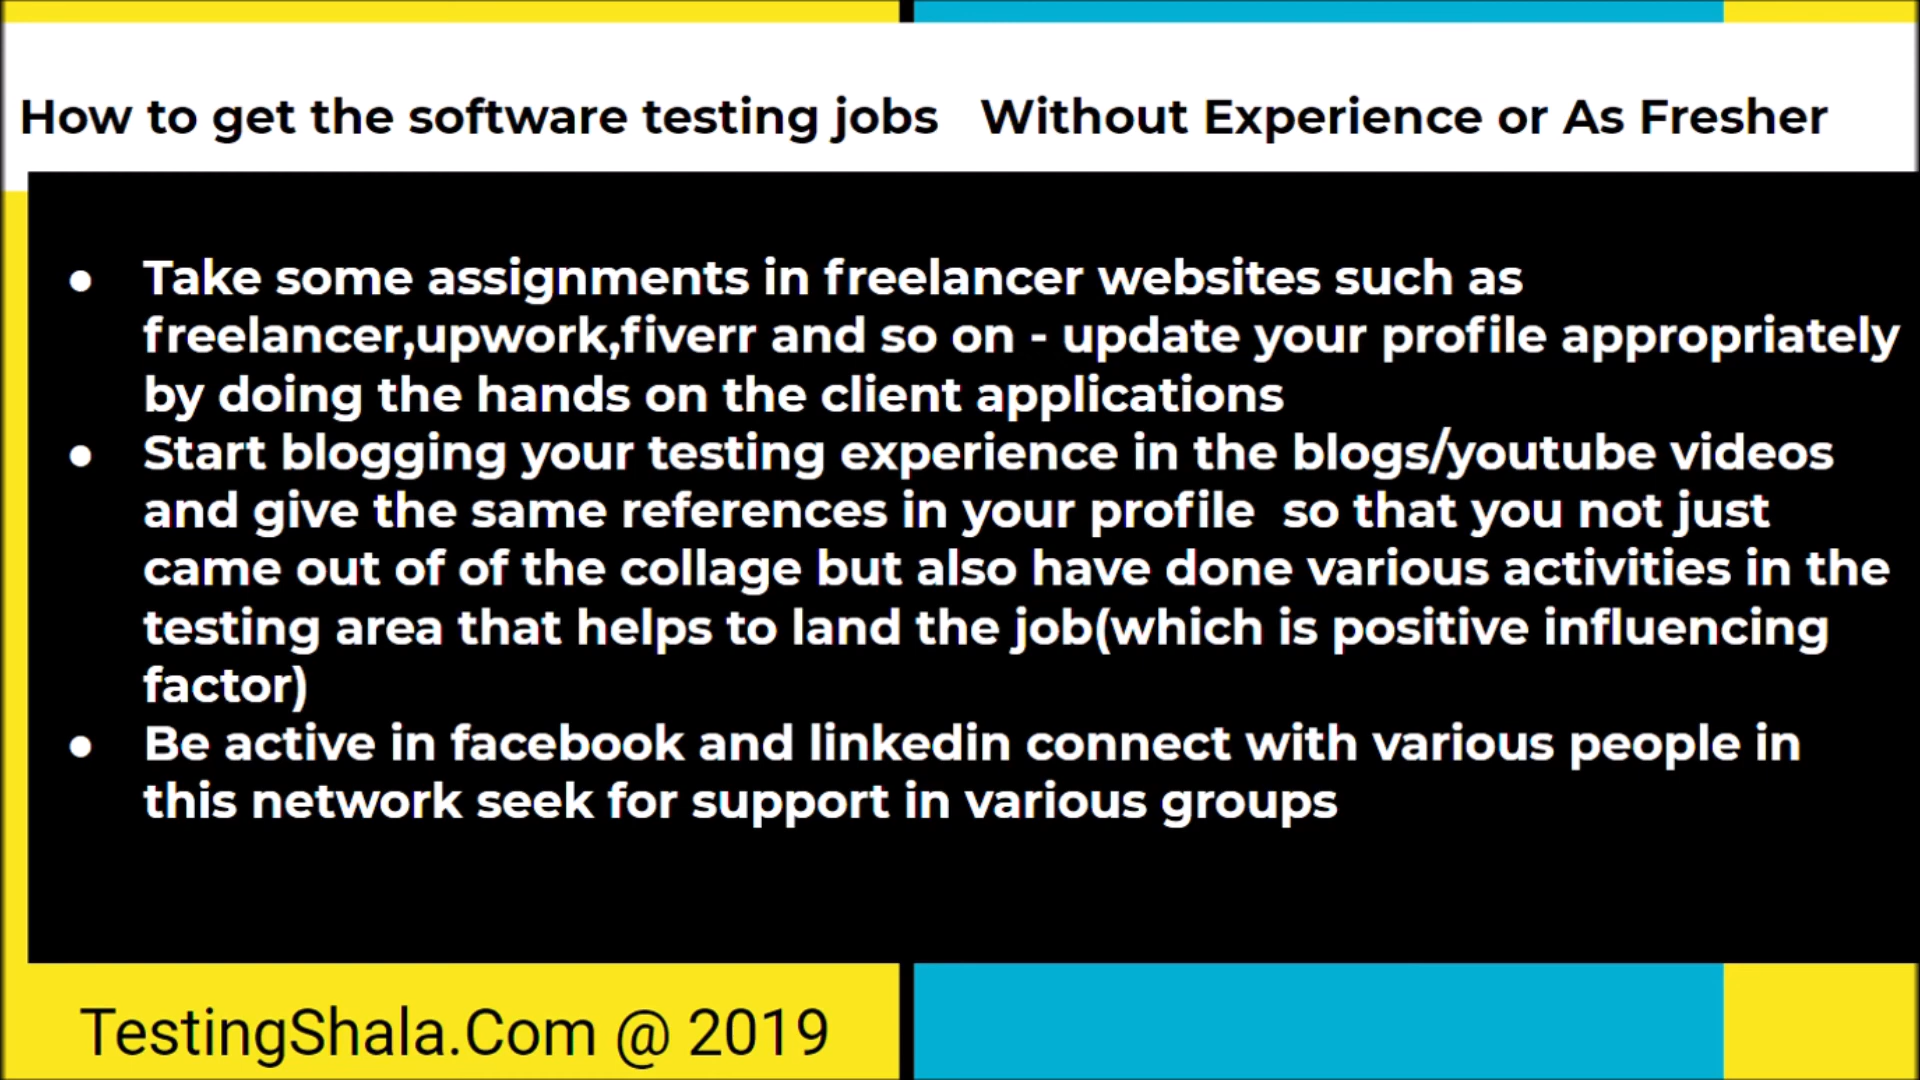 How to get the software testing jobs   Without Experience or As Fresher
● Take some assignments in freelancer websites such as
freelancer,upwork,fiverr and so on - update your profile appropriately
by doing the hands on the client applications
● Start blogging your testing experience in the blogs/youtube videos
and give the same references in your profile  so that you not just
came out of of the collage but also have done various activities in the
testing area that helps to land the job(which is positive influencing
factor)
● Be active in facebook and linkedin connect with various people in
this network seek for support in various groups
TestingShala.Com @ 2019